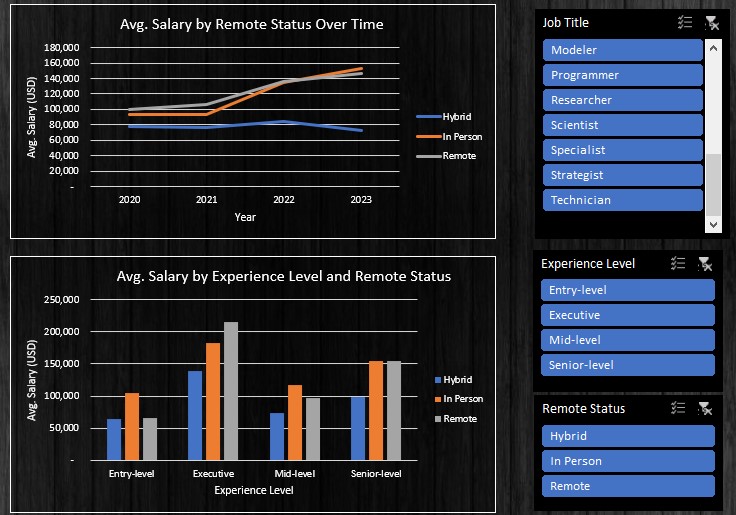 Avg. Salary by Remote Status Over Time
180,000
160,000
140,000
120,000
100,000
80,000
60,000
40,000
20,000
-
Avg. Salary (USD)
2020 2021 2022 2023
Year
Hybrid
In Person
Remote
Avg. Salary by Experience Level and Remote Status
250,000
200,000
150,000
100,000
50,000
-
Avg. Salary (USD)
Entry-level Executive Mid-level Senior-level
Experience Level
Hybrid
In Person
Remote
Job Title
Modeler
Programmer
Researcher
Scientist
Specialist
Strategist
Technician
Experience Level
Entry-level
Executive
Mid-level
Senior-level
Remote Status
Hybrid
In Person
Remote